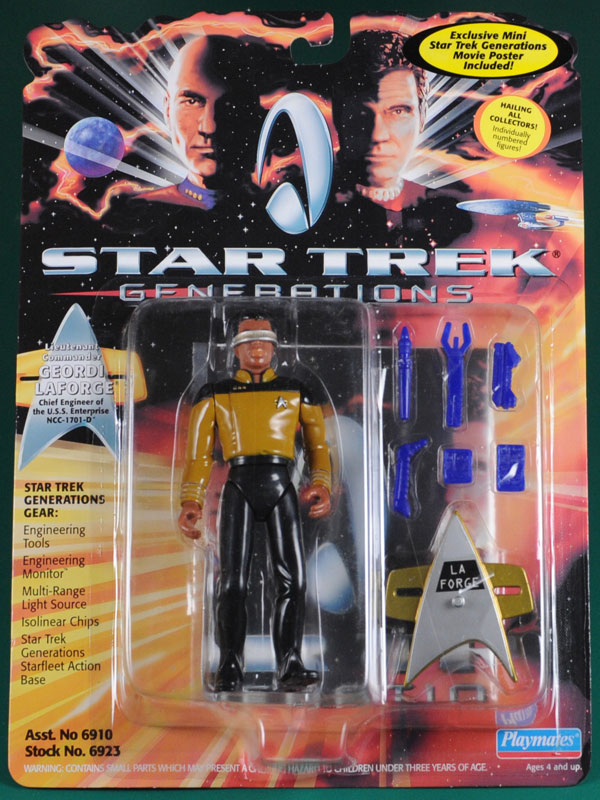 Exclusive Mini
Star Trek Generations
Movie Poster
Included!
HAILING
ALL
COLLECTORS!
Individually
numbered
figures!
STAR TREK®
GENERATIONS
Lieutenant
Commander
GEORDI
LAFORGE
Chief Engineer of
the U.S.S. Enterprise
NCC-1701-D
STAR TREK
GENERATIONS
GEAR:
Engineering
Tools
Engineering
Monitor
Multi-Range
Light Source
Isolinear Chips
Star Trek
Generations
Starfleet Action
Base
LA
FORGE
Asst. No 6910
Stock No. 6923
Playmates®
WARNING: CONTAINS SMALL PARTS WHICH MAY PRESENT A CHOKING HAZARD TO CHILDREN UNDER THREE YEARS OF AGE.
Ages 4 and up.